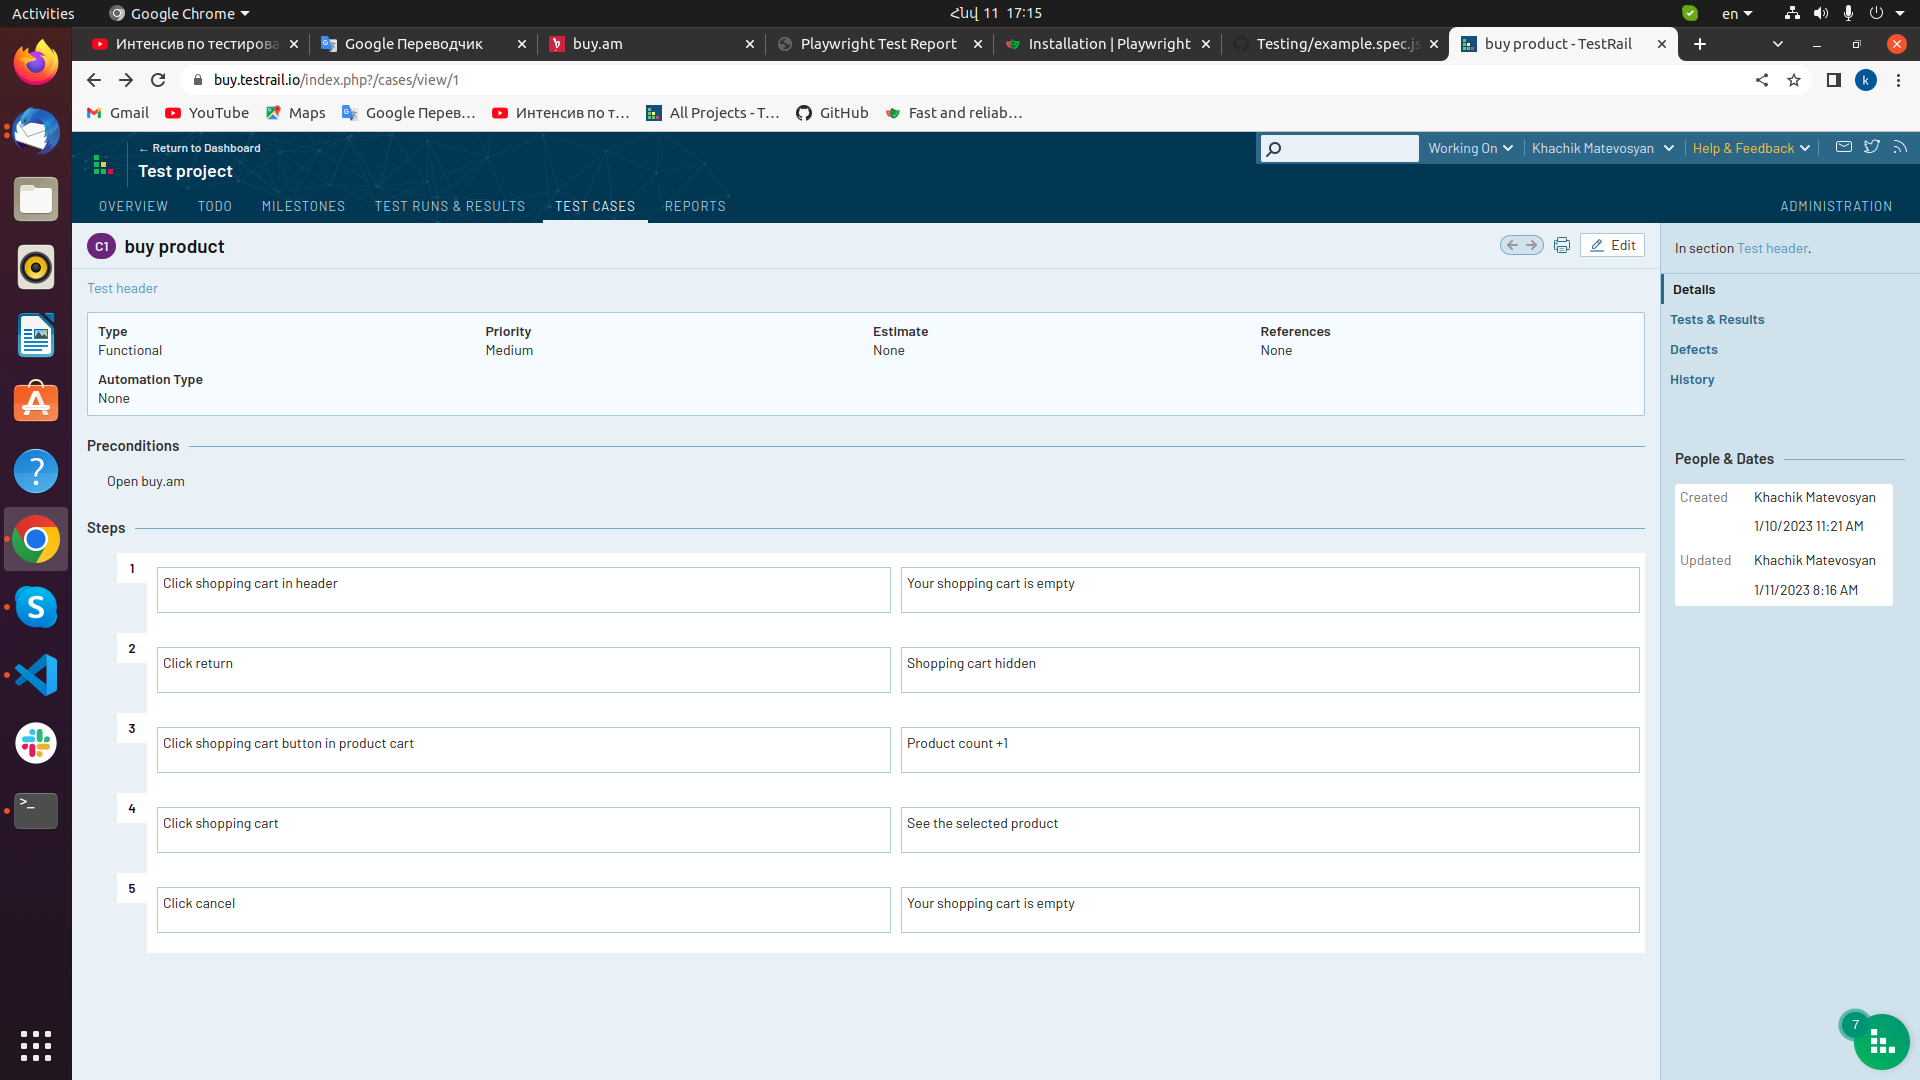 Activities
Google Chrome
Հնվ 11 17:15
en
Интенсив по тестирова
Google Переводчик
buy.am
Playwright Test Report
Installation | Playwright
Testing/example.spec.js
buy product - TestRail
buy.testrail.io/index.php?/cases/view/1
k
Gmail
YouTube
Maps
Google Перев...
Интенсив по т...
All Projects - T...
GitHub
Fast and reliab...
← Return to Dashboard
Test project
Working On
Khachik Matevosyan
Help & Feedback
OVERVIEW
TODO
MILESTONES
TEST RUNS & RESULTS
TEST CASES
REPORTS
ADMINISTRATION
C1
buy product
Edit
In section Test header.
Test header
Details
Tests & Results
Defects
History
Type
Functional
Priority
Medium
Estimate
None
References
None
Automation Type
None
Preconditions
Open buy.am
People & Dates
Created
Khachik Matevosyan
1/10/2023 11:21 AM
Updated
Khachik Matevosyan
1/11/2023 8:16 AM
Steps
1
Click shopping cart in header
Your shopping cart is empty
2
Click return
Shopping cart hidden
3
Click shopping cart button in product cart
Product count +1
4
Click shopping cart
See the selected product
5
Click cancel
Your shopping cart is empty
7